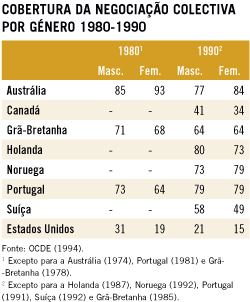 COBERTURA DA NEGOCIAÇÃO COLECTIVA
POR GÉNERO 1980-1990
1980¹ 1990²
Masc. Fem. Masc. Fem.
Austrália 85 93 77 84
Canadá - - 41 34
Grã-Bretanha 71 68 64 64
Holanda - - 80 73
Noruega - - 73 79
Portugal 73 64 79 79
Suíça - - 58 49
Estados Unidos 31 19 21 15
Fonte: OCDE (1994).
¹ Excepto para a Austrália (1974), Portugal (1981) e Grã-
-Bretanha (1978).
² Excepto para a Holanda (1987), Noruega (1992), Portugal
(1991), Suíça (1992) e Grã-Bretanha (1985).